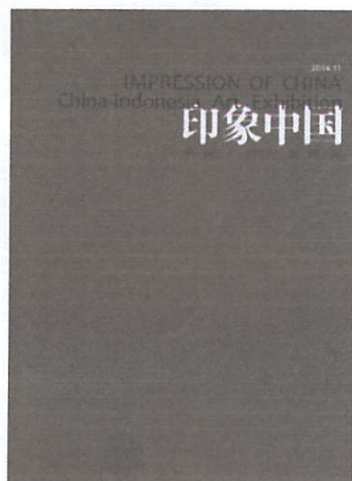 2014.11
IMPRESSION OF CHINA
China-Indonesia Art Exhibition
印象中国